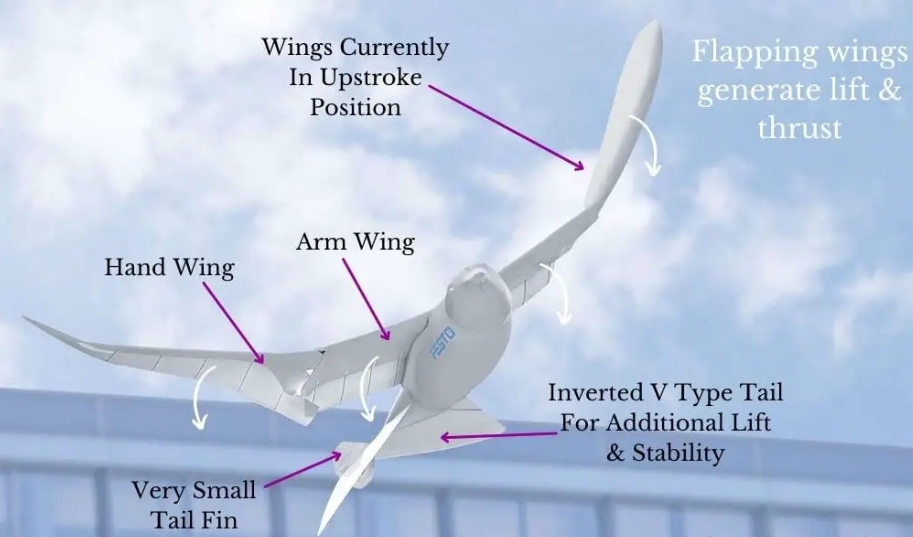 Wings Currently
In Upstroke
Position
Flapping wings
generate lift &
thrust
Arm Wing
Hand Wing
FESTO
Inverted V Type Tail
For Additional Lift
& Stability
Very Small
Tail Fin